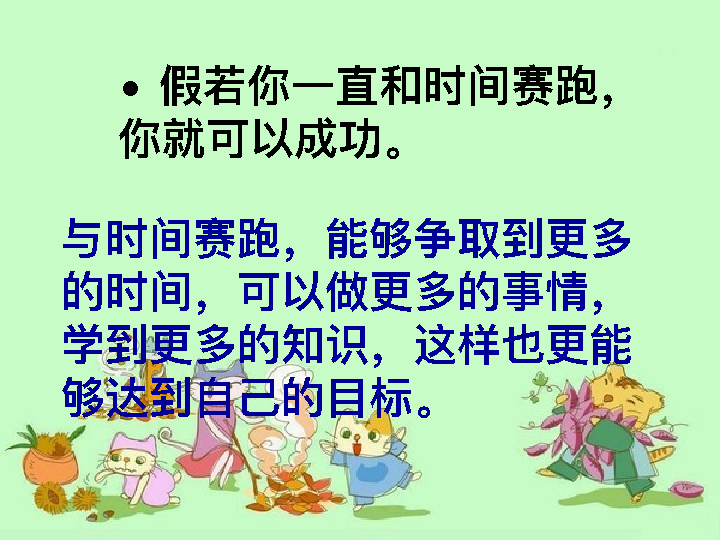 • 假若你一直和时间赛跑，
你就可以成功。
与时间赛跑，能够争取到更多
的时间，可以做更多的事情，
学到更多的知识，这样也更能
够达到自己的目标。